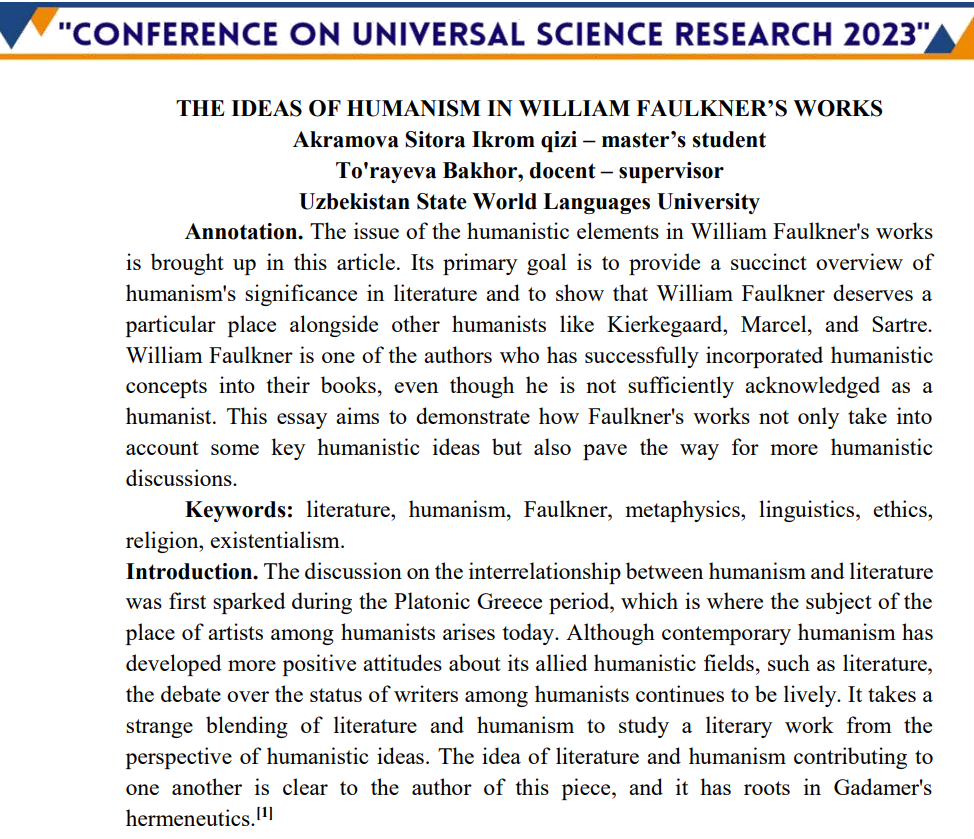 "CONFERENCE ON UNIVERSAL SCIENCE RESEARCH 2023"
THE IDEAS OF HUMANISM IN WILLIAM FAULKNER’S WORKS
Akramova Sitora Ikrom qizi – master’s student
To'rayeva Bakhor, docent – supervisor
Uzbekistan State World Languages University
Annotation. The issue of the humanistic elements in William Faulkner's works
is brought up in this article. Its primary goal is to provide a succinct overview of
humanism's significance in literature and to show that William Faulkner deserves a
particular place alongside other humanists like Kierkegaard, Marcel, and Sartre.
William Faulkner is one of the authors who has successfully incorporated humanistic
concepts into their books, even though he is not sufficiently acknowledged as a
humanist. This essay aims to demonstrate how Faulkner's works not only take into
account some key humanistic ideas but also pave the way for more humanistic
discussions.
Keywords: literature, humanism, Faulkner, metaphysics, linguistics, ethics,
religion, existentialism.
Introduction. The discussion on the interrelationship between humanism and literature
was first sparked during the Platonic Greece period, which is where the subject of the
place of artists among humanists arises today. Although contemporary humanism has
developed more positive attitudes about its allied humanistic fields, such as literature,
the debate over the status of writers among humanists continues to be lively. It takes a
strange blending of literature and humanism to study a literary work from the
perspective of humanistic ideas. The idea of literature and humanism contributing to
one another is clear to the author of this piece, and it has roots in Gadamer's
hermeneutics.[1]